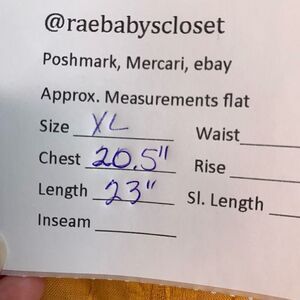 @raebabyscloset
Poshmark, Mercari, ebay
Approx. Measurements flat
Size XL Waist
Chest 20.5" Rise
Length 23" Sl. Length
Inseam